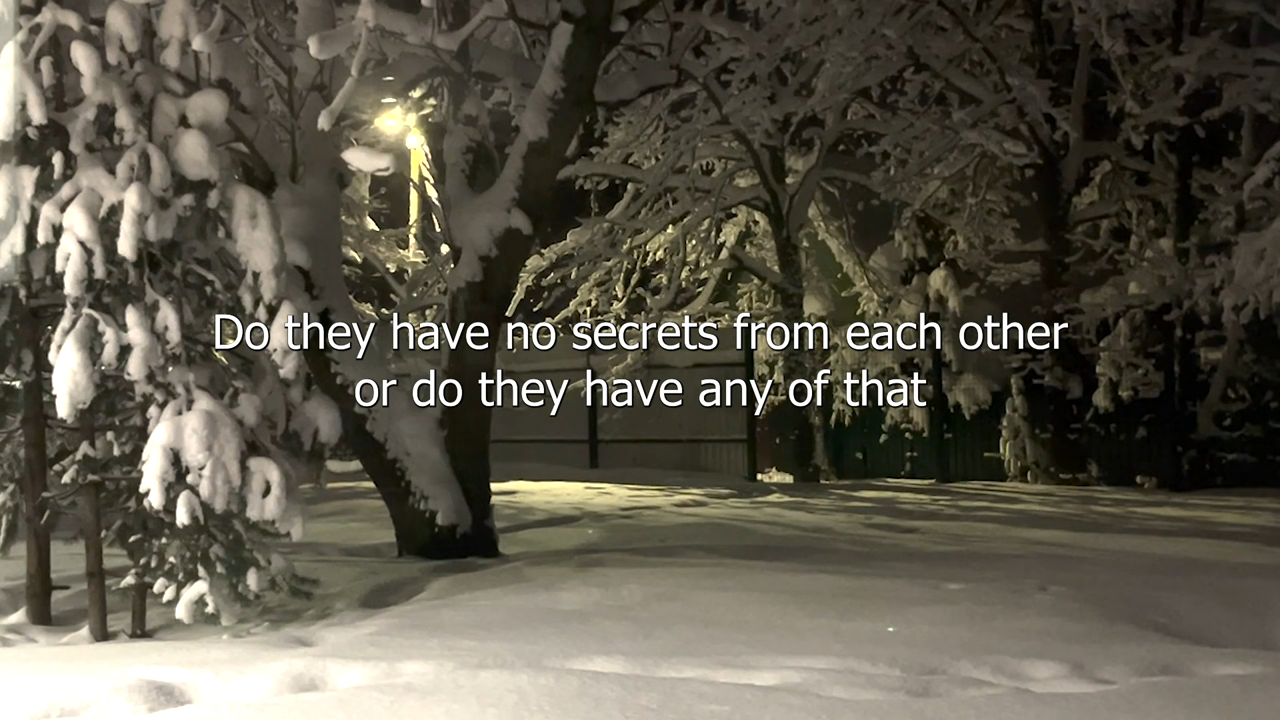 Do they have no secrets from each other
or do they have any of that